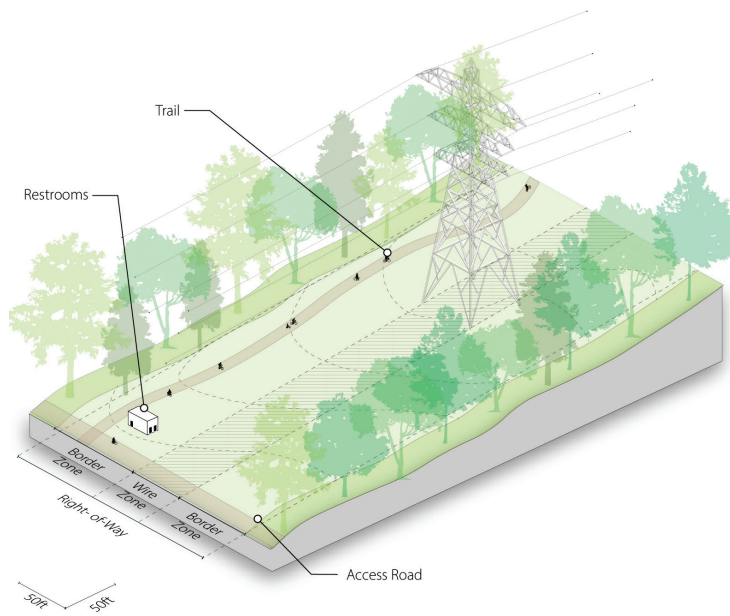 Trail
Restrooms
Border
Zone
Wire
Zone
Border
Zone
Right- of-Way
Access Road
50ft
50ft